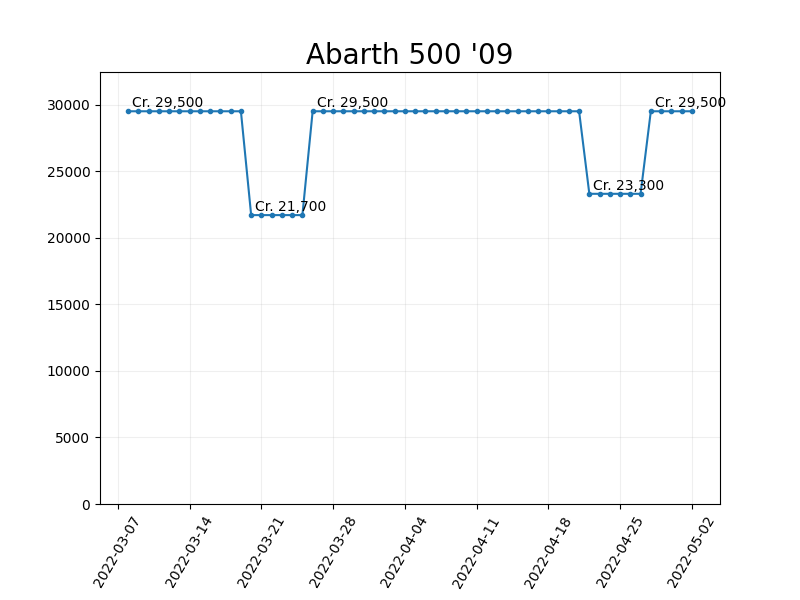 Abarth 500 '09
30000
25000
20000
15000
10000
5000
0
Cr. 29,500
Cr. 21,700
Cr. 29,500
Cr. 23,300
Cr. 29,500
2022-03-07
2022-03-14
2022-03-21
2022-03-28
2022-04-04
2022-04-11
2022-04-18
2022-04-25
2022-05-02